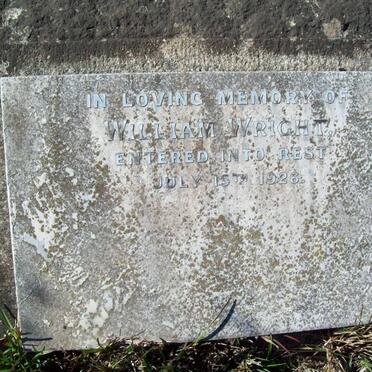 IN LOVING MEMORY OF
WILLIAM WRIGHT
ENTERED INTO REST
JULY 15TH 1928.